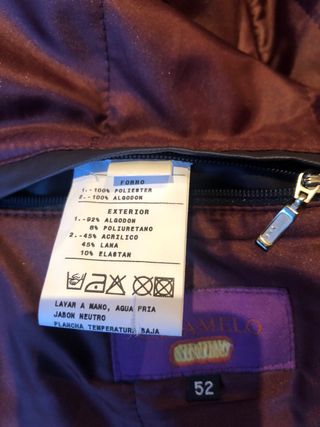 FORRO
1.-100% POLIESTER
2.-100% ALGODON
EXTERIOR
1.-92% ALGODON
8% POLIURETANO
2.-45% ACRILICO
45% LANA
10% ELASTAN
LAVAR A MANO, AGUA FRIA
JABON NEUTRO
PLANCHA TEMPERATURA BAJA
AMELO
52